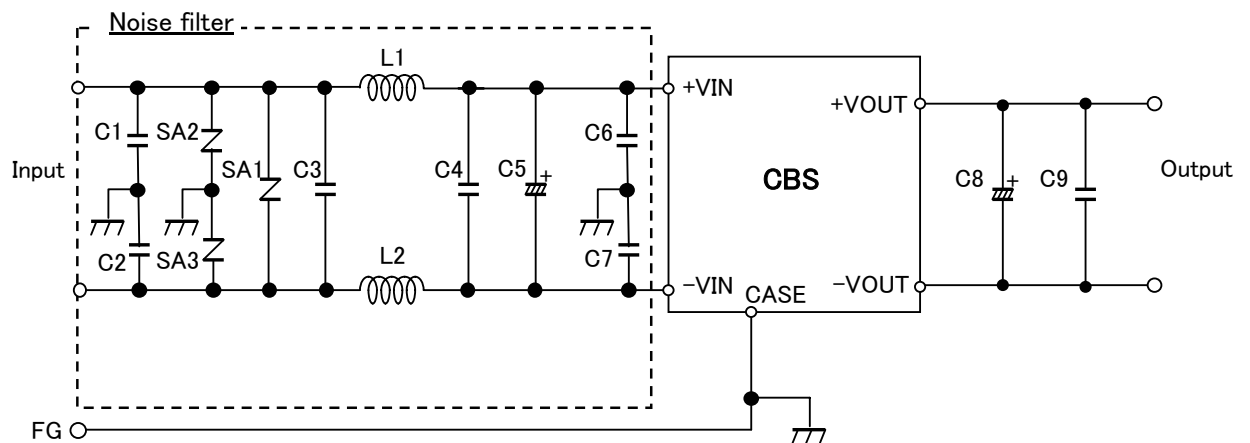 Noise filter
L1
+VIN
+VOUT
C1
SA2
SA1
C3
C4
C5
+
C6
Input
CBS
C8
+
C9
Output
C2
SA3
L2
C7
-VIN
CASE
-VOUT
FG